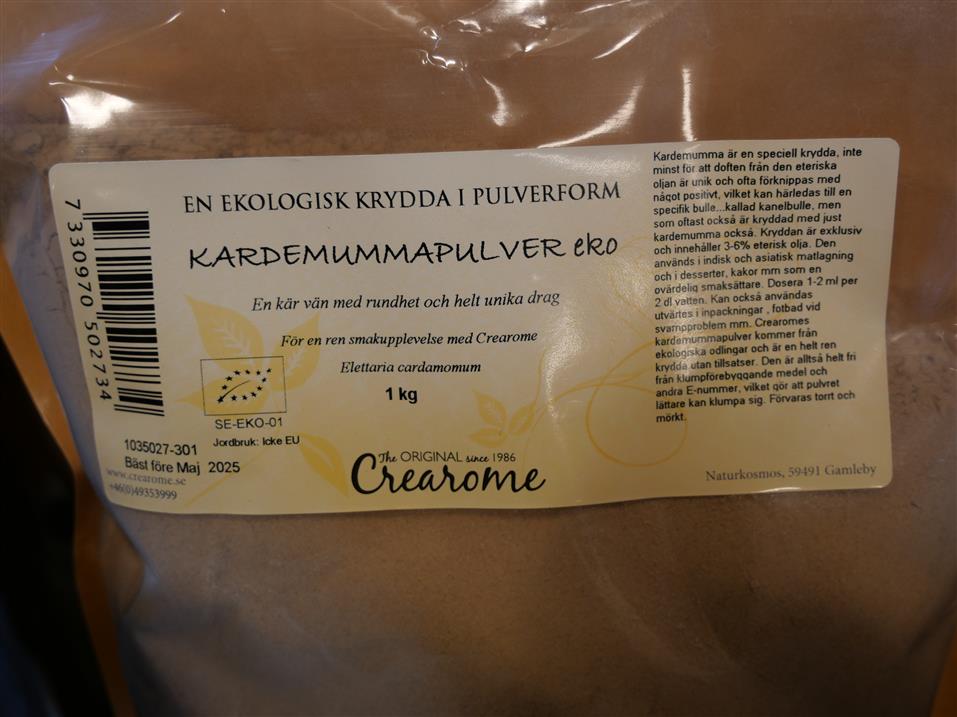 EN EKOLOGISK KRYDDA I PULVERFORM
KARDEMUMMAPULVER eko
En kär vän med rundhet och helt unika drag
För en ren smakupplevelse med Crearome
Elettaria cardamomum
1 kg
7 330970 502734
SE-EKO-01
Jordbruk: Icke EU
1035027-301
Bäst före Maj 2025
www.crearome.se
+46(0)49353999
The ORIGINAL since 1986
Crearome
Kardemumma är en speciell krydda, inte
minst för att doften från den eteriska
oljan är unik och ofta förknippas med
något positivt, vilket kan härledas till en
specifik bulle...kallad kanelbulle, men
som oftast också är kryddad med just
kardemumma också. Kryddan är exklusiv
och innehåller 3-6% eterisk olja. Den
används i indisk och asiatisk matlagning
och i desserter, kakor mm som en
ovärdelig smaksättare. Dosera 1-2 ml per
2 dl vatten. Kan också användas
utvärtes i inpackningar , fotbad vid
svampproblem mm. Crearomes
kardemummapulver kommer från
ekologiska odlingar och är en helt ren
krydda utan tillsatser. Den är alltså helt fri
från klumpförebyggande medel och
andra E-nummer, vilket gör att pulvret
lättare kan klumpa sig. Förvaras torrt och
mörkt.
Naturkosmos, 59491 Gamleby